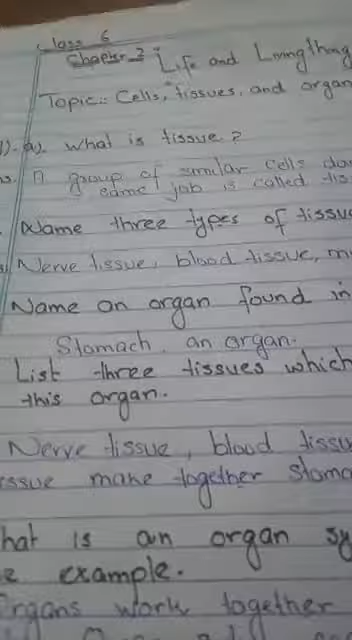 Class 6
Chapter 2 "Life and Living thing
Topic:- Cells, tissues, and organ
1). a). What is tissue?
A group of similar cells
same job is called
Name three types of tissu
Nerve tissue, blood tissue, m
Name an organ found in
Stomach an organ.
List three tissues which
this organ.
Nerve tissue, blood tissu
issue make together stoma
hat is an organ sy
example.
Organs work together